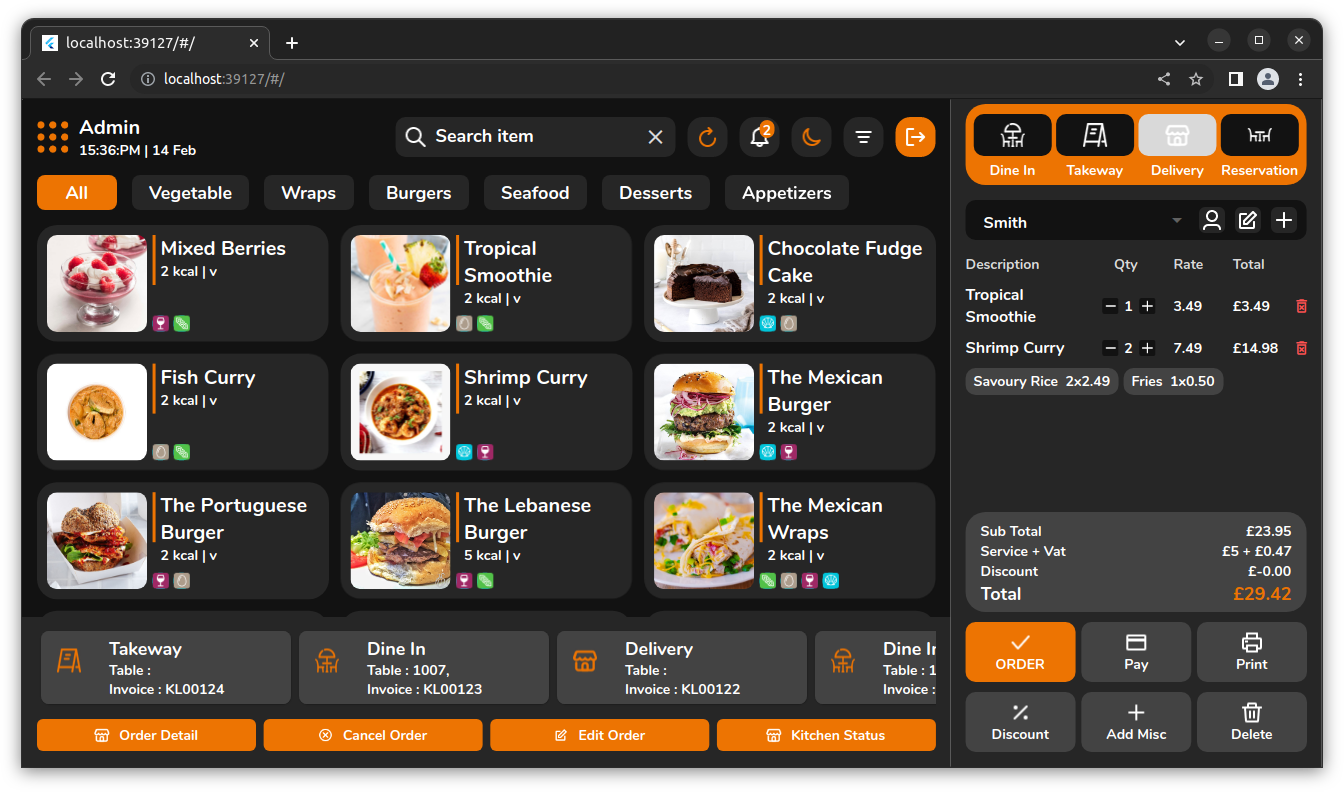 localhost:39127/#/
localhost:39127/#/
Admin
15:36:PM | 14 Feb
Search item
2
All
Vegetable
Wraps
Burgers
Seafood
Desserts
Appetizers
Mixed Berries
2 kcal | v
Tropical
Smoothie
2 kcal | v
Chocolate Fudge
Cake
2 kcal | v
Fish Curry
2 kcal | v
Shrimp Curry
2 kcal | v
The Mexican
Burger
2 kcal | v
The Portuguese
Burger
2 kcal | v
The Lebanese
Burger
5 kcal | v
The Mexican
Wraps
2 kcal | v
Takeway
Table :
Invoice : KL00124
Dine In
Table : 1007,
Invoice : KL00123
Delivery
Table :
Invoice : KL00122
Dine In
Table : 1
Invoice :
Order Detail
Cancel Order
Edit Order
Kitchen Status
Dine In
Takeway
Delivery
Reservation
Smith
Description Qty Rate Total
Tropical
Smoothie
1 3.49 £3.49
Shrimp Curry 2 7.49 £14.98
Savoury Rice 2x2.49 Fries 1x0.50
Sub Total £23.95
Service + Vat £5 + £0.47
Discount £-0.00
Total £29.42
ORDER
Pay
Print
Discount
Add Misc
Delete